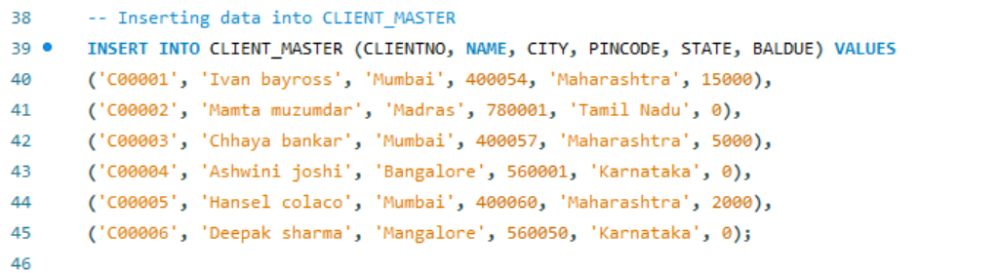 38 -- Inserting data into CLIENT_MASTER
39 INSERT INTO CLIENT_MASTER (CLIENTNO, NAME, CITY, PINCODE, STATE, BALDUE) VALUES
40 ('C00001', 'Ivan bayross', 'Mumbai', 400054, 'Maharashtra', 15000),
41 ('C00002', 'Mamta muzumdar', 'Madras', 780001, 'Tamil Nadu', 0),
42 ('C00003', 'Chhaya bankar', 'Mumbai', 400057, 'Maharashtra', 5000),
43 ('C00004', 'Ashwini joshi', 'Bangalore', 560001, 'Karnataka', 0),
44 ('C00005', 'Hansel colaco', 'Mumbai', 400060, 'Maharashtra', 2000),
45 ('C00006', 'Deepak sharma', 'Mangalore', 560050, 'Karnataka', 0);
46